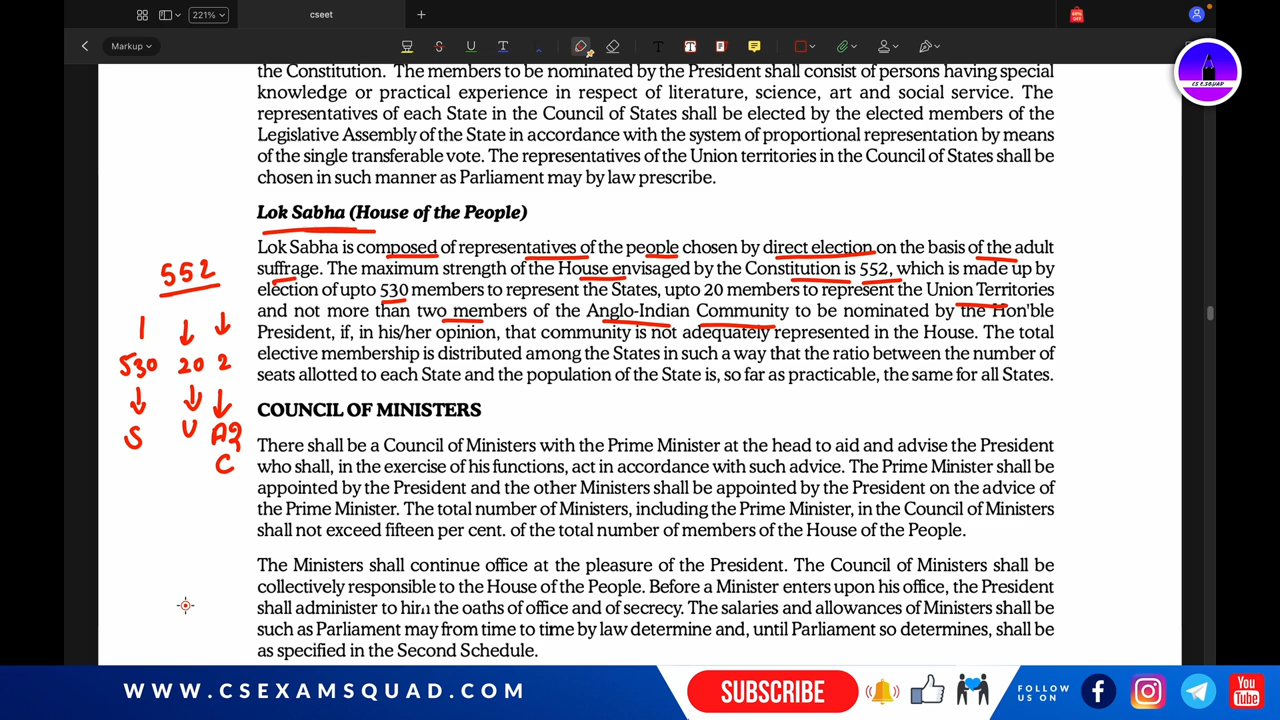 221%
cseet
Markup
60% OFF
CS E SQUAD
the Constitution. The members to be nominated by the President shall consist of persons having special
knowledge or practical experience in respect of literature, science, art and social service. The
representatives of each State in the Council of States shall be elected by the elected members of the
Legislative Assembly of the State in accordance with the system of proportional representation by means
of the single transferable vote. The representatives of the Union territories in the Council of States shall be
chosen in such manner as Parliament may by law prescribe.
Lok Sabha (House of the People)
Lok Sabha is composed of representatives of the people chosen by direct election on the basis of the adult
suffrage. The maximum strength of the House envisaged by the Constitution is 552, which is made up by
election of upto 530 members to represent the States, upto 20 members to represent the Union Territories
and not more than two members of the Anglo-Indian Community to be nominated by the Hon'ble
President, if, in his/her opinion, that community is not adequately represented in the House. The total
elective membership is distributed among the States in such a way that the ratio between the number of
seats allotted to each State and the population of the State is, so far as practicable, the same for all States.
552
530 20 2
S U
C
COUNCIL OF MINISTERS
There shall be a Council of Ministers with the Prime Minister at the head to aid and advise the President
who shall, in the exercise of his functions, act in accordance with such advice. The Prime Minister shall be
appointed by the President and the other Ministers shall be appointed by the President on the advice of
the Prime Minister. The total number of Ministers, including the Prime Minister, in the Council of Ministers
shall not exceed fifteen per cent. of the total number of members of the House of the People.
The Ministers shall continue office at the pleasure of the President. The Council of Ministers shall be
collectively responsible to the House of the People. Before a Minister enters upon his office, the President
shall administer to him the oaths of office and of secrecy. The salaries and allowances of Ministers shall be
such as Parliament may from time to time by law determine and, until Parliament so determines, shall be
as specified in the Second Schedule.
WWW.CSEXAMSQUAD.COM
SUBSCRIBE
FOLLOW
US ON
You
Tube